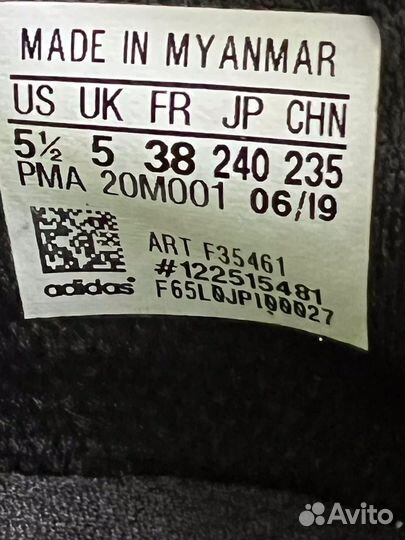 MADE IN MYANMAR
US UK FR JP CHN
5½ 5 38 240 235
PMA 20M001 06/19
ART F35461
#122515481
adidas F65L0JP100027
Avito